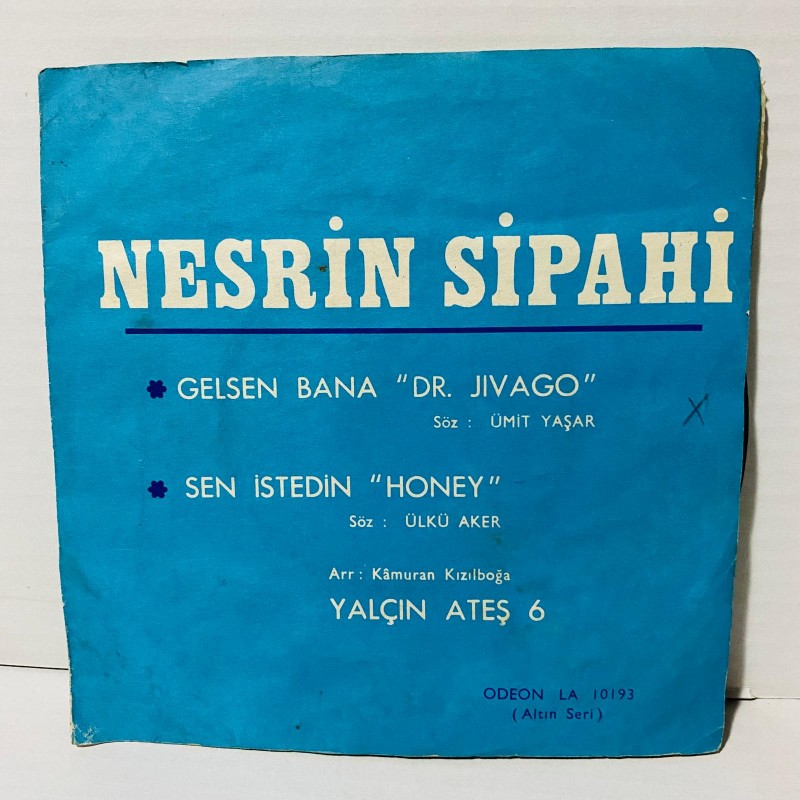 NESRİN SİPAHİ
GELSEN BANA "DR. JIVAGO"
Söz : ÜMİT YAŞAR
SEN İSTEDİN "HONEY"
Söz : ÜLKÜ AKER
Arr : Kâmuran Kızılboğa
YALÇIN ATEŞ 6
ODEON LA 10193
(Altın Seri)